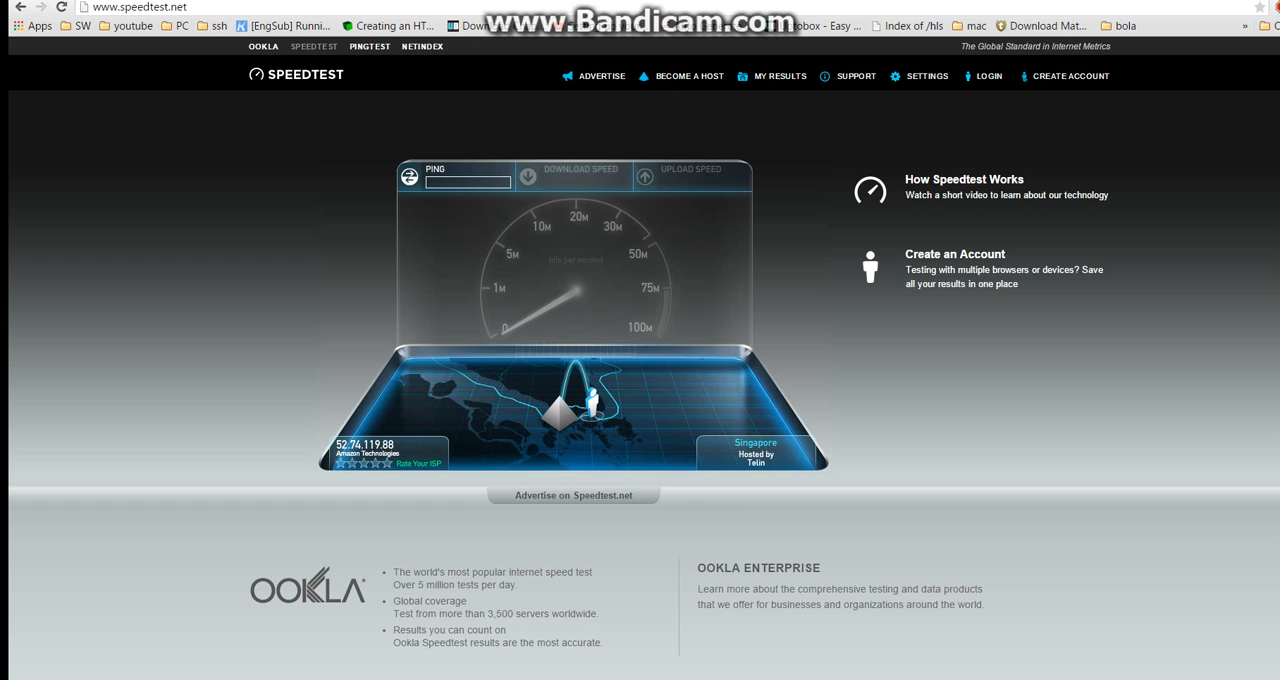 www.speedtest.net
www.Bandicam.com
Apps SW youtube PC ssh [EngSub] Runni... Creating an HT... Down obox - Easy ... Index of /hls mac Download Mat... bola »
OOKLA SPEEDTEST PINGTEST NETINDEX The Global Standard in Internet Metrics
SPEEDTEST ADVERTISE BECOME A HOST MY RESULTS SUPPORT SETTINGS LOGIN CREATE ACCOUNT
PING DOWNLOAD SPEED UPLOAD SPEED
20M
10M 30M
5M 50M
bits per second
1M 75M
0 100M
How Speedtest Works
Watch a short video to learn about our technology
Create an Account
Testing with multiple browsers or devices? Save
all your results in one place
52.74.119.88
Amazon Technologies
Rate Your ISP
Singapore
Hosted by
Telin
Advertise on Speedtest.net
OOKLA
• The world's most popular internet speed test
Over 5 million tests per day.
• Global coverage
Test from more than 3,500 servers worldwide.
• Results you can count on
Ookla Speedtest results are the most accurate.
OOKLA ENTERPRISE
Learn more about the comprehensive testing and data products
that we offer for businesses and organizations around the world.